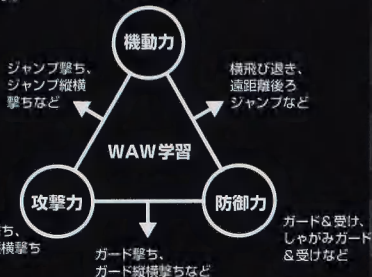 機動力
ジャンプ撃ち、
ジャンプ縦横
撃ちなど
横飛び退き、
遠距離後ろ
ジャンプなど
WAW学習
攻撃力
防御力
ち、
横撃ち
ガード撃ち、
ガード縦横撃ちなど
ガード&受け、
しゃがみガード
&受けなど